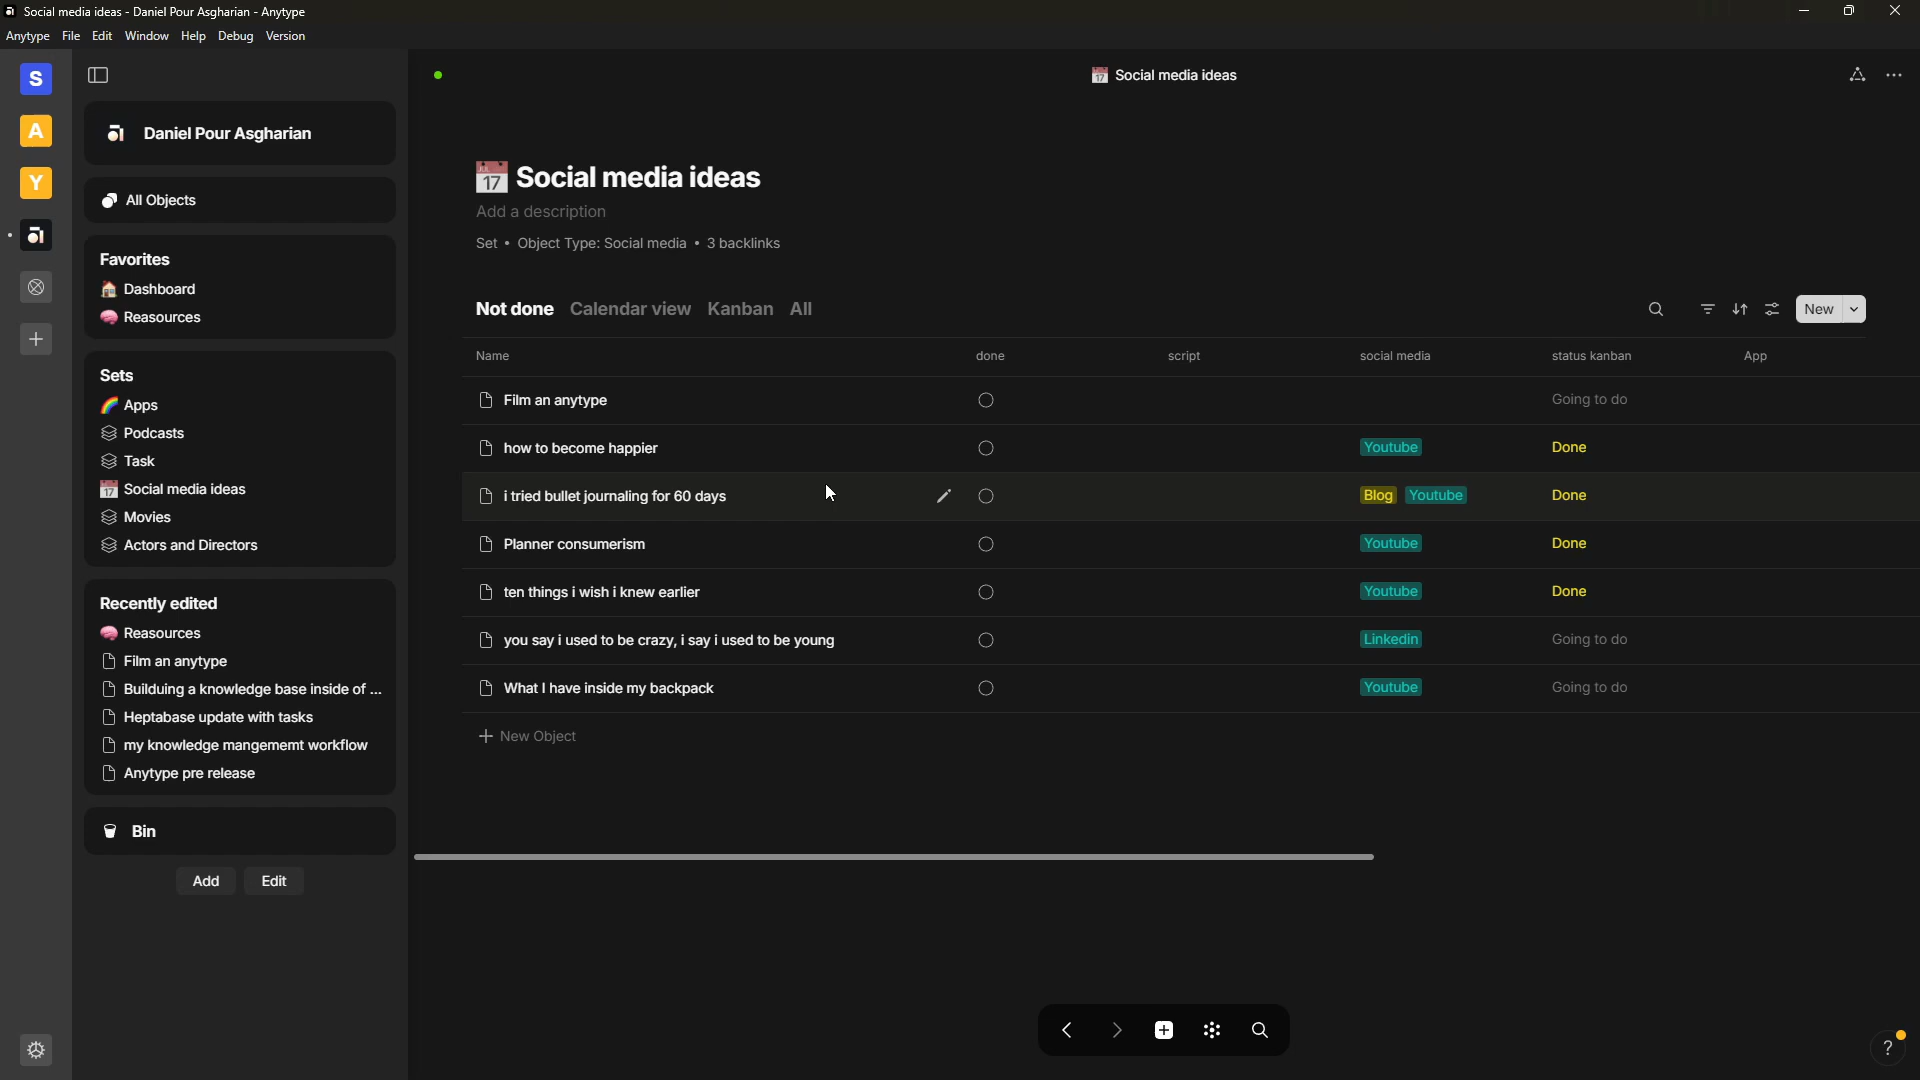 Social media ideas - Daniel Pour Asgharian - Anytype
Anytype File Edit Window Help Debug Version
S
A
Y
Daniel Pour Asgharian
All Objects
Favorites
Dashboard
Reasources
Sets
Apps
Podcasts
Task
Social media ideas
Movies
Actors and Directors
Recently edited
Reasources
Film an anytype
Builduing a knowledge base inside of ...
Heptabase update with tasks
my knowledge mangememt workflow
Anytype pre release
Bin
Add Edit
Social media ideas
17 Social media ideas
Add a description
Set • Object Type: Social media • 3 backlinks
Not done Calendar view Kanban All New
Name done script social media status kanban App
Film an anytype Going to do
how to become happier Youtube Done
i tried bullet journaling for 60 days Blog Youtube Done
Planner consumerism Youtube Done
ten things i wish i knew earlier Youtube Done
you say i used to be crazy, i say i used to be young Linkedin Going to do
What I have inside my backpack Youtube Going to do
+ New Object
?